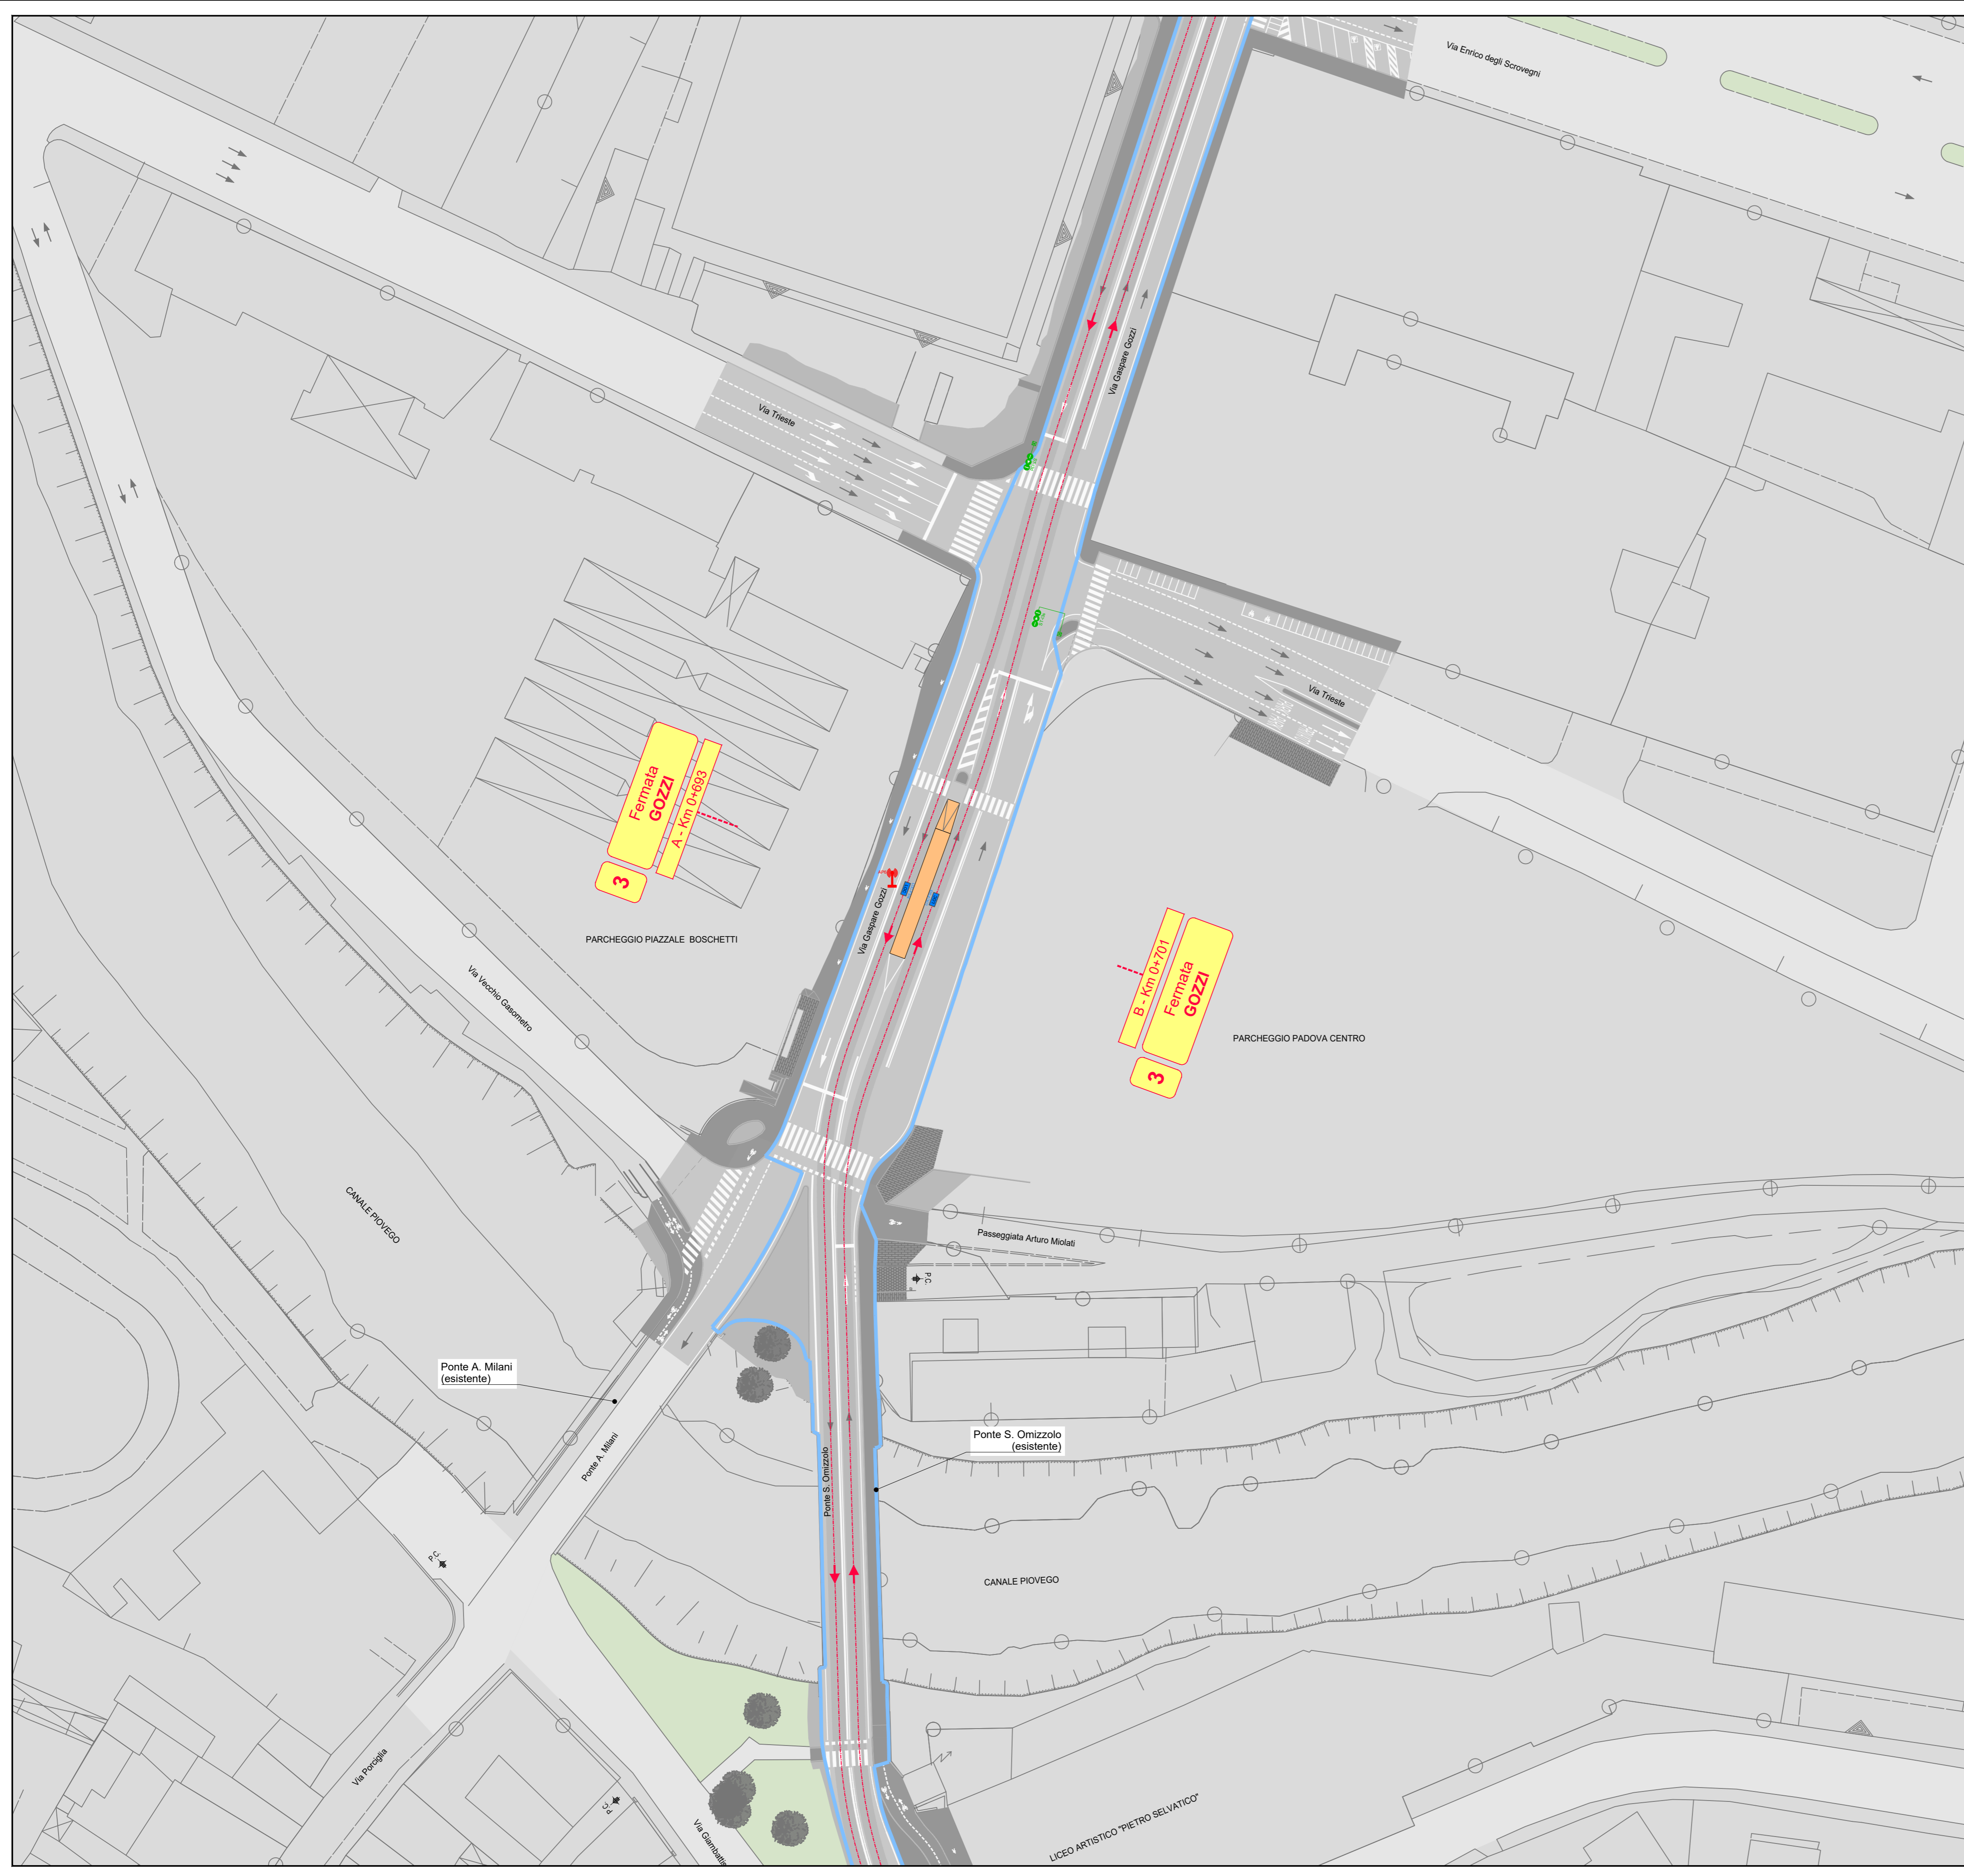 Via Enrico degli Scrovegni
Via Gaspare Gozzi
Via Trieste
Via Trieste
Fermata
GOZZI
A - Km 0+693
3
Via Gaspare Gozzi
PARCHEGGIO PIAZZALE BOSCHETTI
B - Km 0+701
Fermata
GOZZI
3
PARCHEGGIO PADOVA CENTRO
Via Vecchio Gasometro
CANALE PIOVEGO
Passeggiata Arturo Miolati
P.C.
Ponte A. Milani
(esistente)
Ponte A. Milani
Ponte S. Omizzolo
(esistente)
Ponte S. Omizzolo
P.C.
CANALE PIOVEGO
Via Porciglia
P.C.
Via Giambatti
LICEO ARTISTICO "PIETRO SELVATICO"